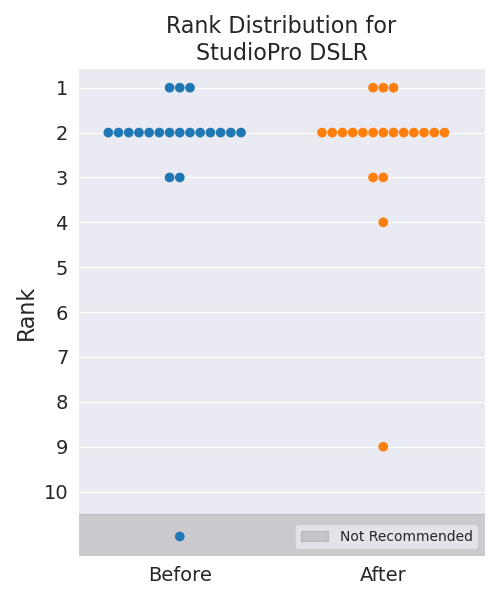 Rank Distribution for
StudioPro DSLR
Rank
1
2
3
4
5
6
7
8
9
10
Not Recommended
Before
After